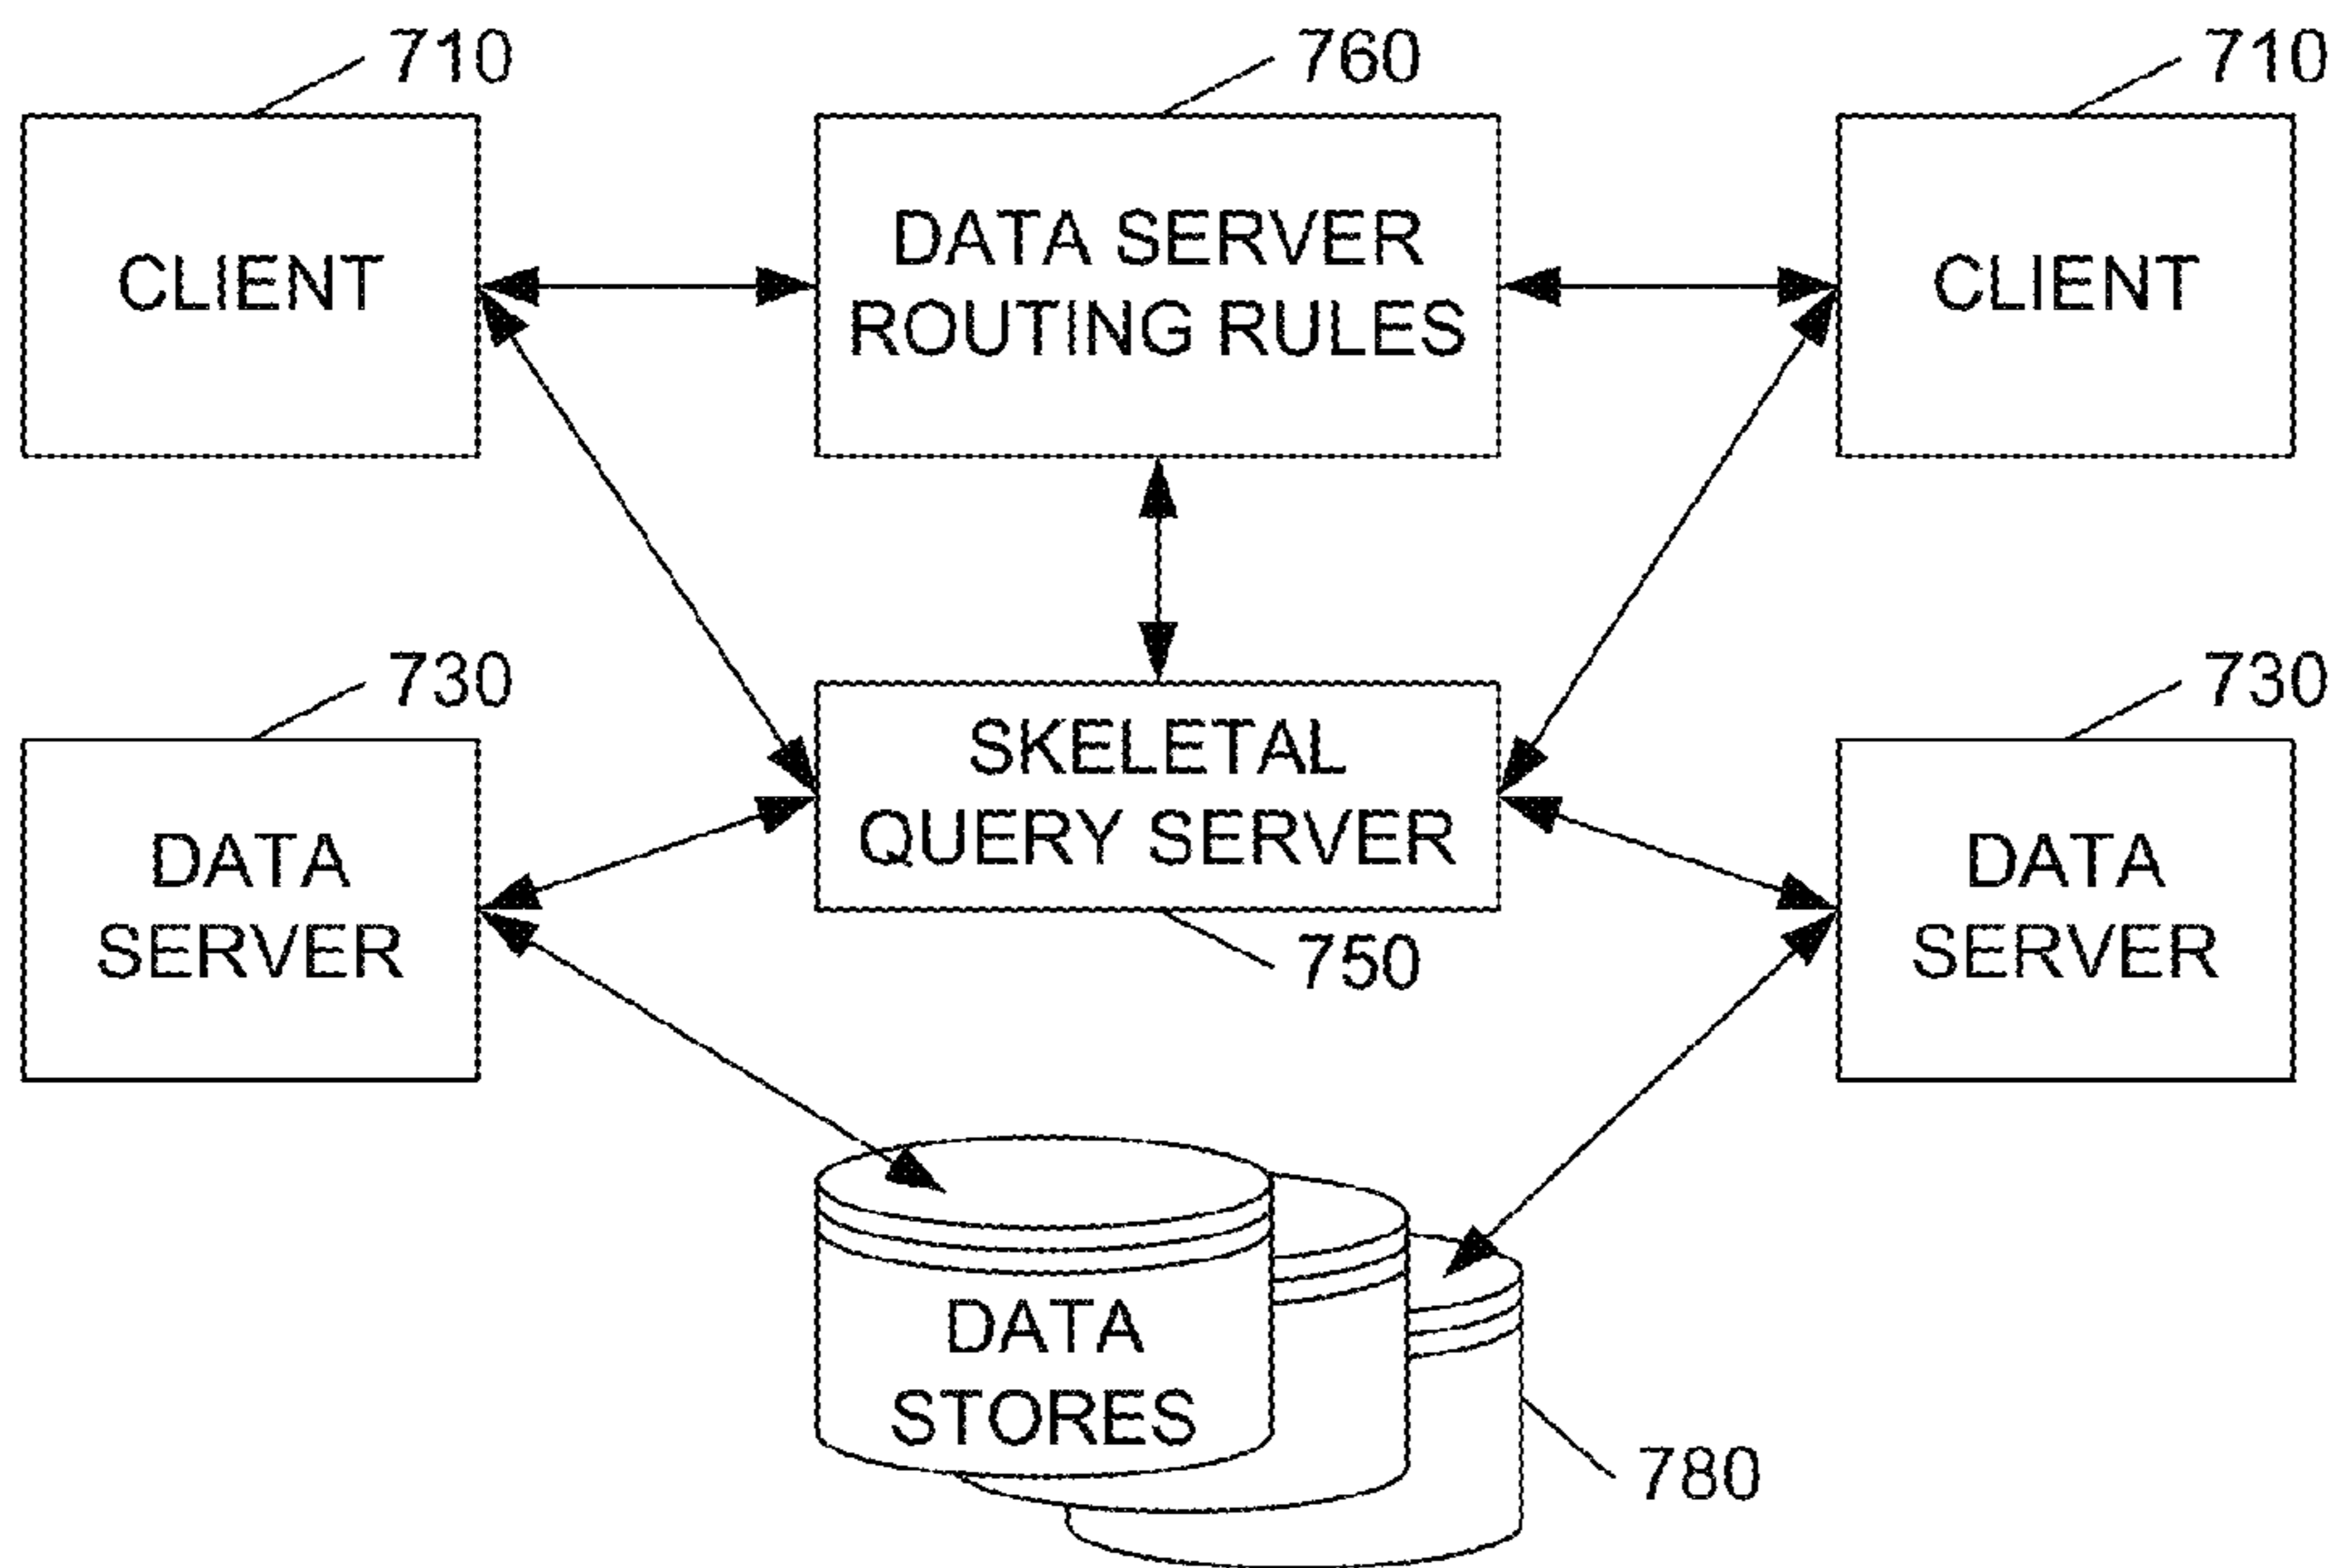 710
760
710
CLIENT
DATA SERVER
ROUTING RULES
CLIENT
730
730
SKELETAL
QUERY SERVER
DATA
SERVER
DATA
SERVER
750
DATA
STORES
780